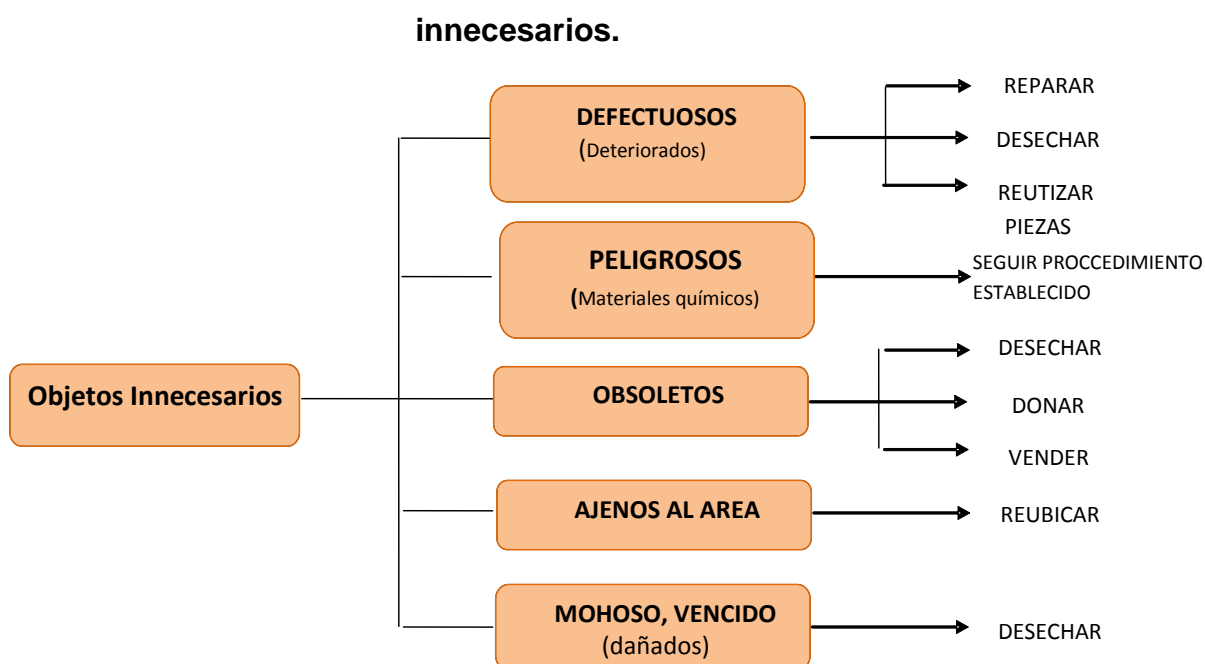 innecesarios.
DEFECTUOSOS
(Deteriorados)
REPARAR
DESECHAR
REUTIZAR
PIEZAS
PELIGROSOS
(Materiales químicos)
SEGUIR PROCCEDIMIENTO
ESTABLECIDO
Objetos Innecesarios
OBSOLETOS
DESECHAR
DONAR
VENDER
AJENOS AL AREA
REUBICAR
MOHOSO, VENCIDO
(dañados)
DESECHAR